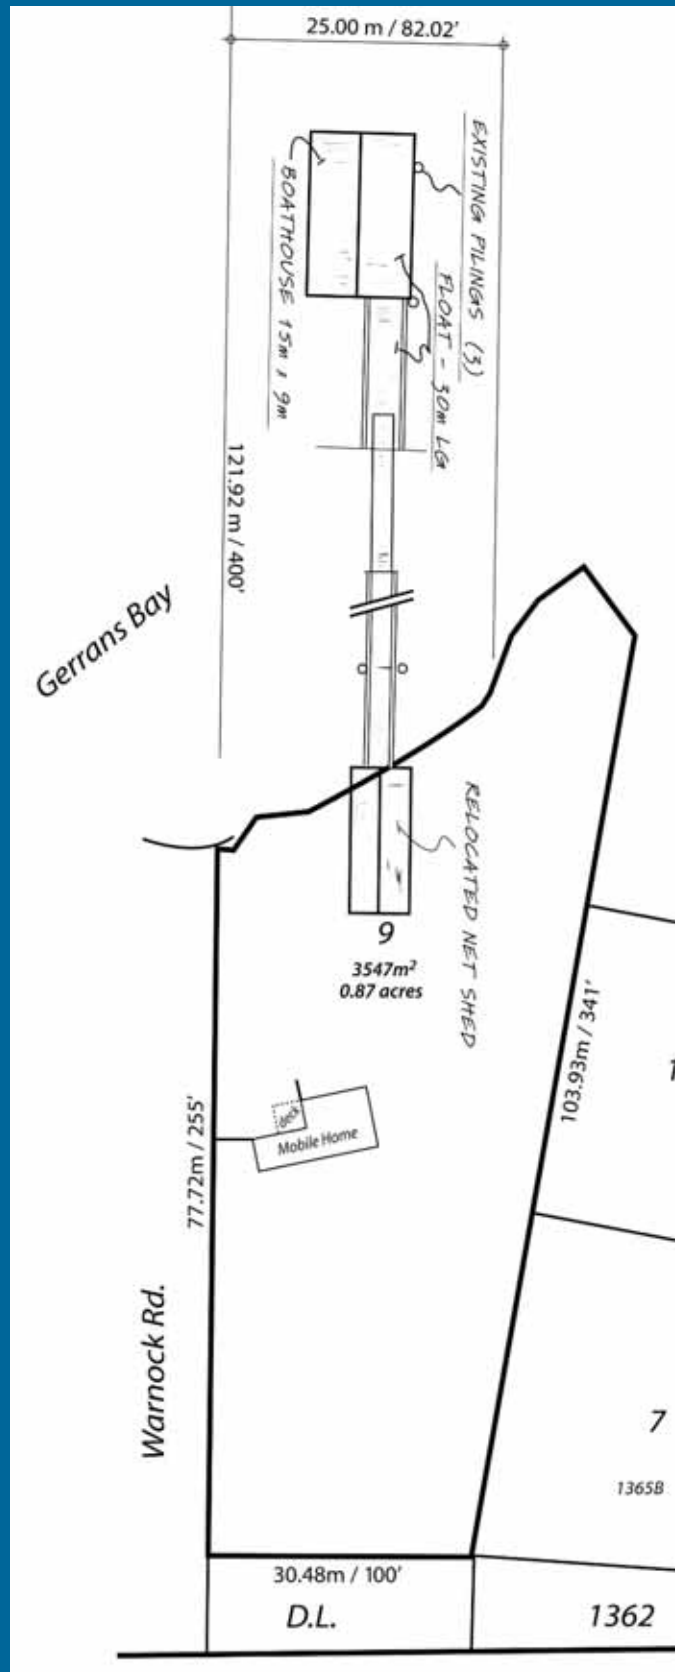 25.00 m / 82.02'
EXISTING PILINGS (3)
FLOAT - 30m LG
BOATHOUSE 15m x 9m
121.92 m / 400'
Gerrans Bay
RELOCATED NET SHED
9
3547m²
0.87 acres
103.93m / 341'
1
deck
Mobile Home
77.72m / 255'
Warnock Rd.
7
1365B
30.48m / 100'
D.L.
1362